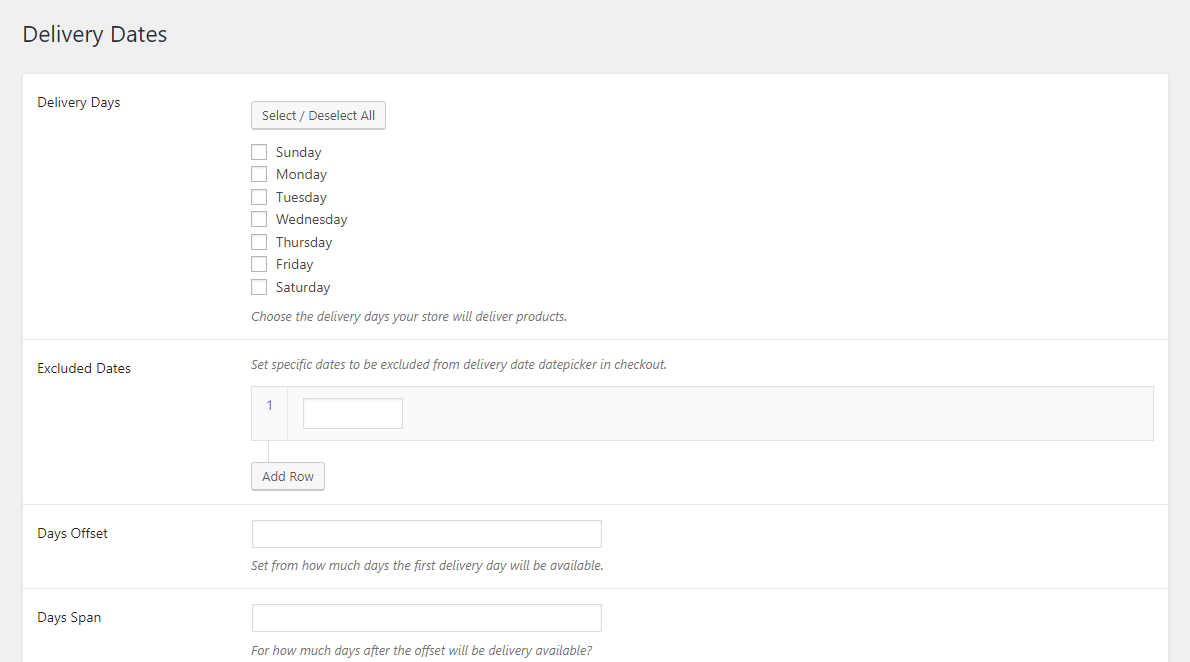 Delivery Dates
Delivery Days
Select / Deselect All
Sunday
Monday
Tuesday
Wednesday
Thursday
Friday
Saturday
Choose the delivery days your store will deliver products.
Excluded Dates
Set specific dates to be excluded from delivery date datepicker in checkout.
1
Add Row
Days Offset
Set from how much days the first delivery day will be available.
Days Span
For how much days after the offset will be delivery available?